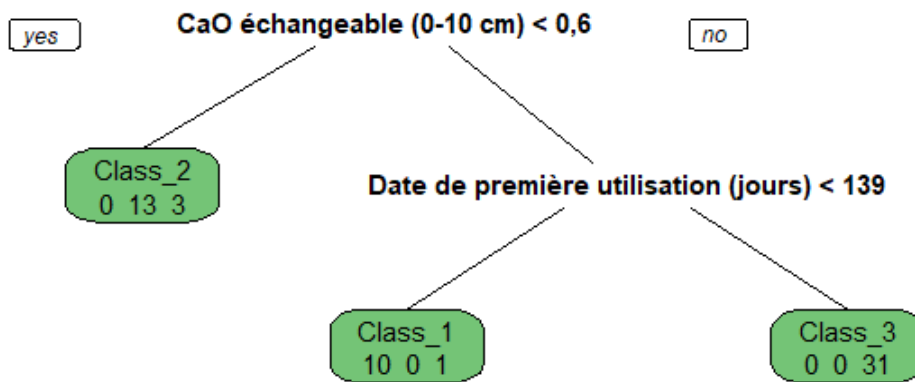 CaO échangeable (0-10 cm) < 0,6
yes
no
Class_2
0 13 3
Date de première utilisation (jours) < 139
Class_1
10 0 1
Class_3
0 0 31